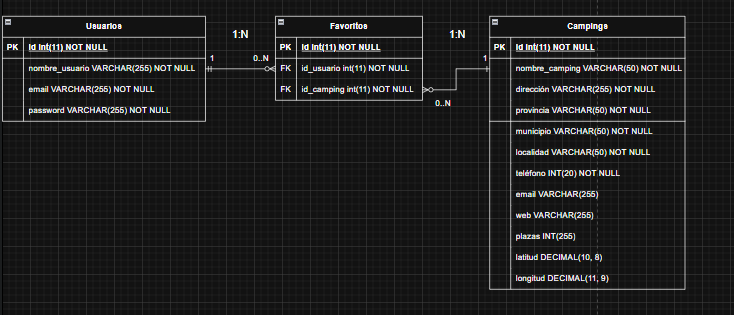 Usuarios
PK Id int(11) NOT NULL
nombre_usuario VARCHAR(255) NOT NULL
email VARCHAR(255) NOT NULL
password VARCHAR(255) NOT NULL
1:N
1
0..N
Favoritos
PK Id int(11) NOT NULL
FK id_usuario int(11) NOT NULL
FK id_camping int(11) NOT NULL
1:N
1
0..N
Campings
PK Id int(11) NOT NULL
nombre_camping VARCHAR(50) NOT NULL
dirección VARCHAR(255) NOT NULL
provincia VARCHAR(50) NOT NULL
municipio VARCHAR(50) NOT NULL
localidad VARCHAR(50) NOT NULL
teléfono INT(20) NOT NULL
email VARCHAR(255)
web VARCHAR(255)
plazas INT(255)
latitud DECIMAL(10, 8)
longitud DECIMAL(11, 9)